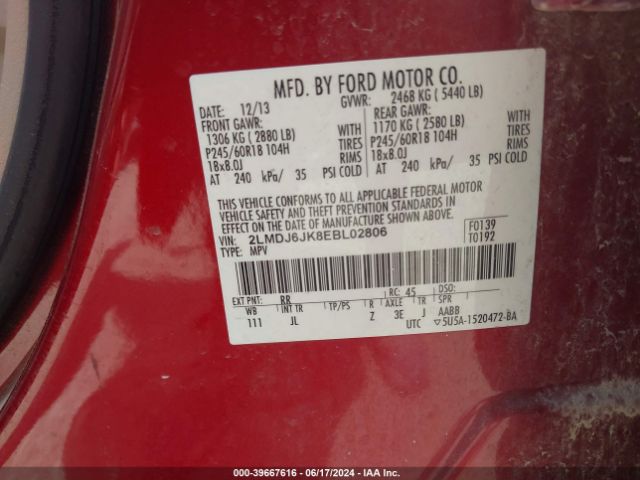 MFD. BY FORD MOTOR CO.
DATE: 12/13 GVWR: 2468 KG ( 5440 LB)
FRONT GAWR: REAR GAWR:
1306 KG ( 2880 LB) WITH 1170 KG ( 2580 LB) WITH
P245/60R18 104H TIRES P245/60R18 104H TIRES
18x8.0J RIMS 18x8.0J RIMS
AT 240 kPa/ 35 PSI COLD AT 240 kPa/ 35 PSI COLD
THIS VEHICLE CONFORMS TO ALL APPLICABLE FEDERAL MOTOR
VEHICLE SAFETY AND THEFT PREVENTION STANDARDS IN
EFFECT ON THE DATE OF MANUFACTURE SHOWN ABOVE.
VIN: 2LMDJ6JK8EBL02806 F0139
TYPE: MPV T0192
EXT PNT: RR RC: 45 DSO:
WB INT TR TP/PS R AXLE TR SPR
111 JL Z 3E J AABB
UTC ▽5U5A-1520472-BA
000-39667616 | 06/17/2024 | IAA Inc.